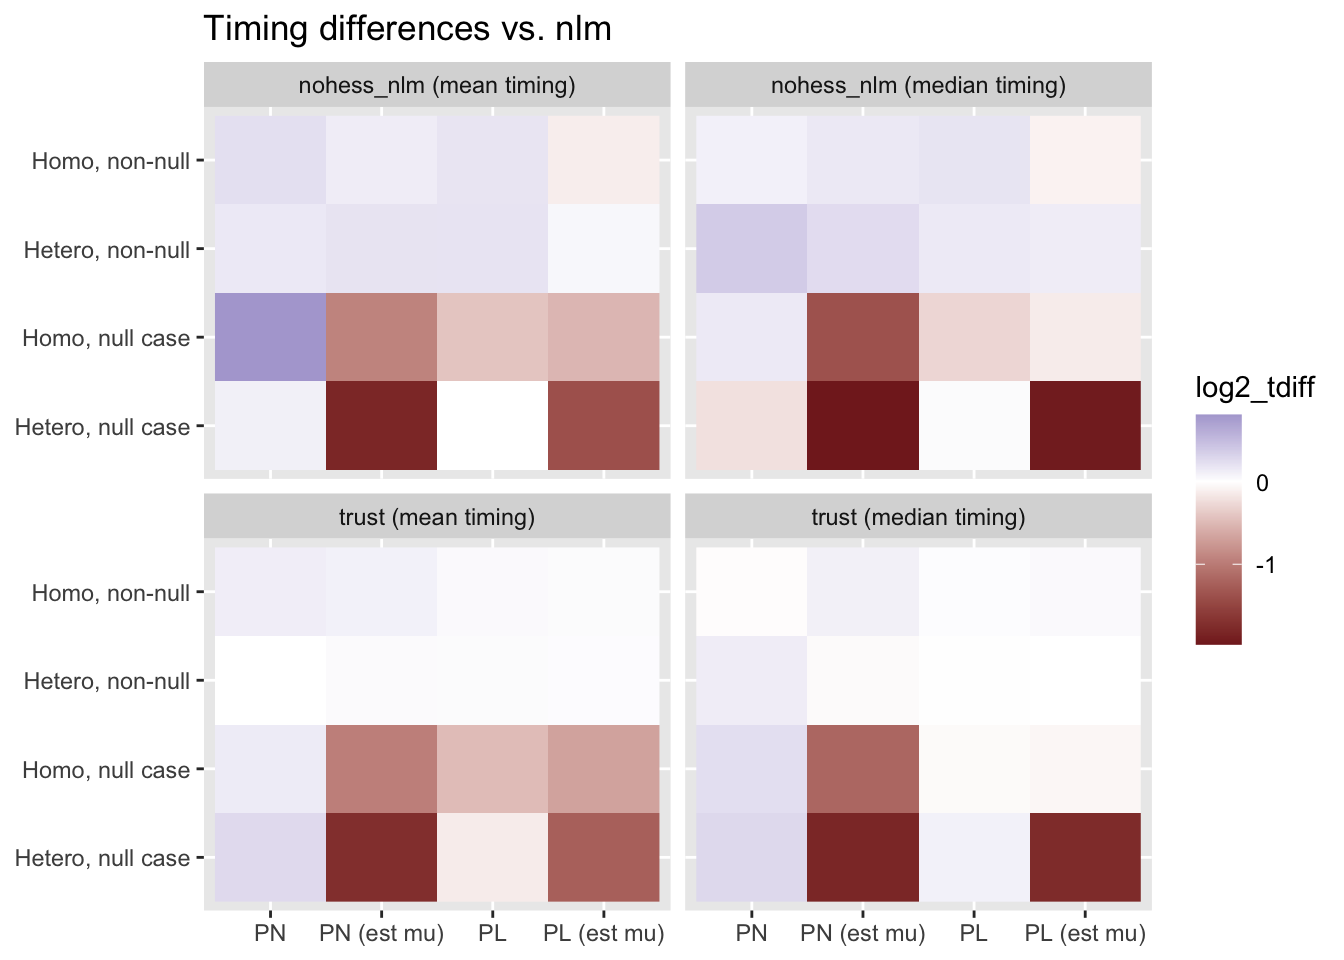 Timing differences vs. nlm
nohess_nlm (mean timing)
nohess_nlm (median timing)
Homo, non-null
Hetero, non-null
Homo, null case
Hetero, null case
trust (mean timing)
trust (median timing)
Homo, non-null
Hetero, non-null
Homo, null case
Hetero, null case
PN
PN (est mu)
PL
PL (est mu)
PN
PN (est mu)
PL
PL (est mu)
log2_tdiff
0
-1